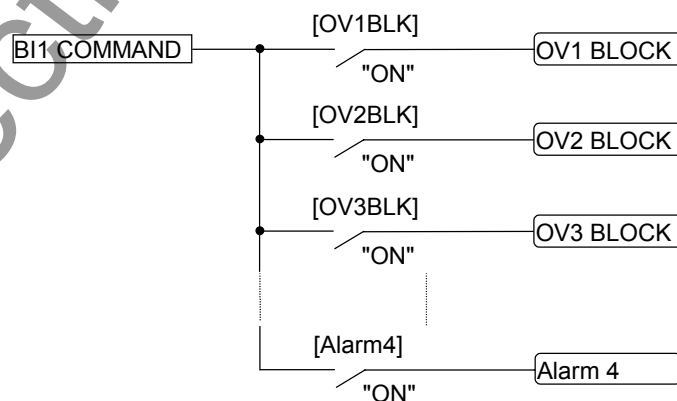 [OV1BLK]
BI1 COMMAND
OV1 BLOCK
"ON"
[OV2BLK]
OV2 BLOCK
"ON"
[OV3BLK]
OV3 BLOCK
"ON"
[Alarm4]
Alarm 4
"ON"